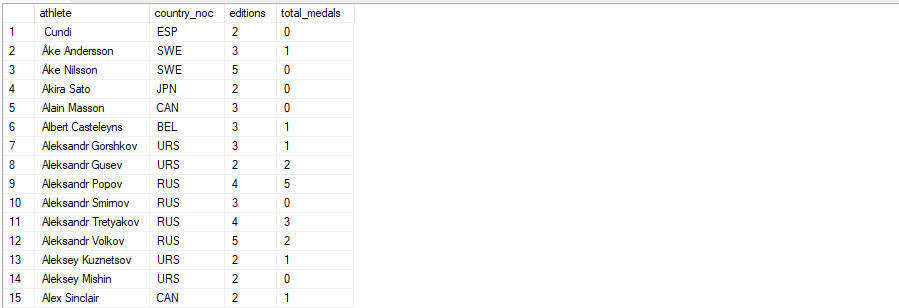 athlete country_noc editions total_medals
1 Cundi ESP 2 0
2 Åke Andersson SWE 3 1
3 Åke Nilsson SWE 5 0
4 Akira Sato JPN 2 0
5 Alain Masson CAN 3 0
6 Albert Casteleyns BEL 3 1
7 Aleksandr Gorshkov URS 3 1
8 Aleksandr Gusev URS 2 2
9 Aleksandr Popov RUS 4 5
10 Aleksandr Smirnov RUS 3 0
11 Aleksandr Tretyakov RUS 4 3
12 Aleksandr Volkov RUS 5 2
13 Aleksey Kuznetsov URS 2 1
14 Aleksey Mishin URS 2 0
15 Alex Sinclair CAN 2 1